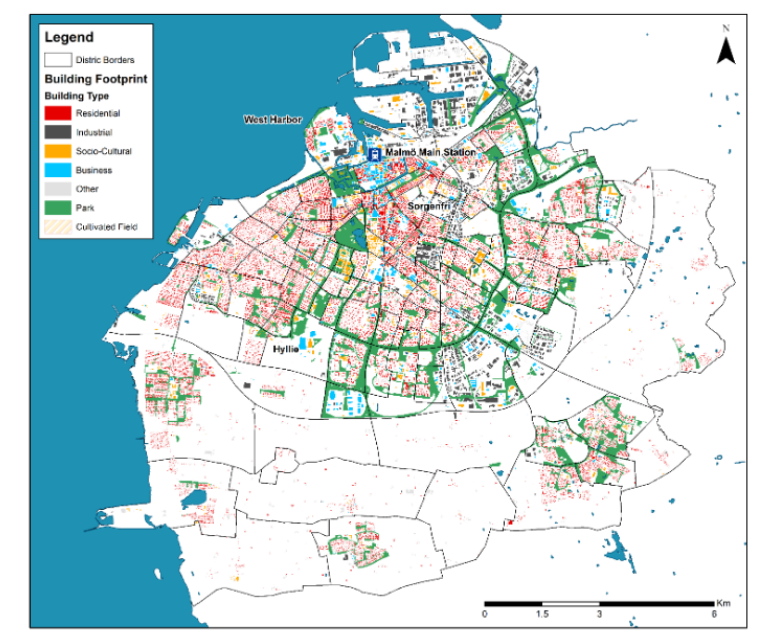 Legend
Distric Borders
Building Footprint
Building Type
Residential
Industrial
Socio-Cultural
Business
Other
Park
Cultivated Field
N
West Harbor
Malmö Main Station
Sorgenfri
Hyllie
Km
0 1.5 3 6